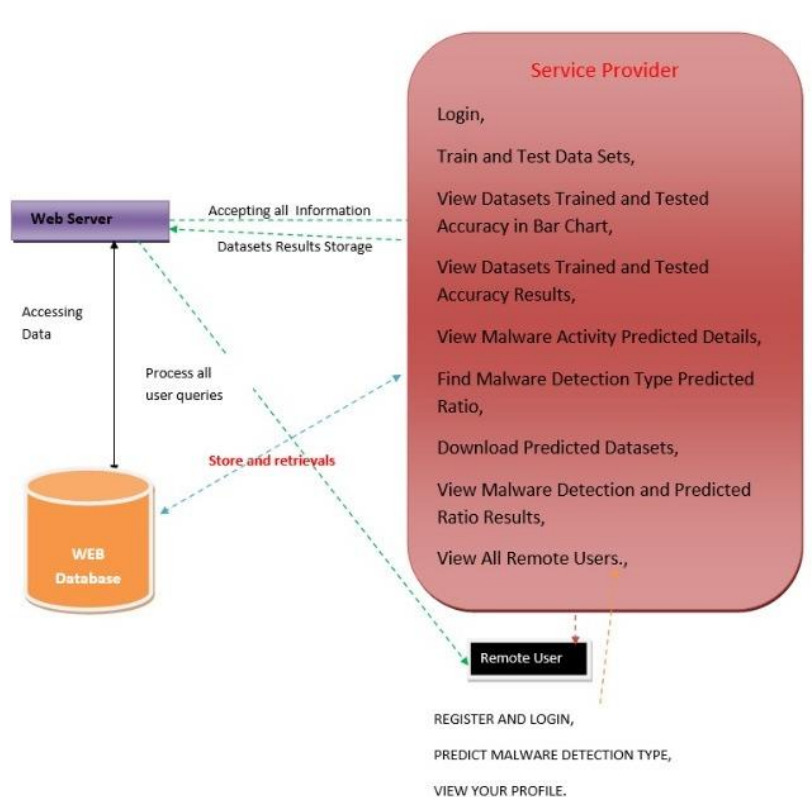 Service Provider
Login,
Train and Test Data Sets,
View Datasets Trained and Tested
Accuracy in Bar Chart,
View Datasets Trained and Tested
Accuracy Results,
View Malware Activity Predicted Details,
Find Malware Detection Type Predicted
Ratio,
Download Predicted Datasets,
View Malware Detection and Predicted
Ratio Results,
View All Remote Users.,
Web Server
Accepting all Information
Datasets Results Storage
Accessing
Data
Process all
user queries
Store and retrievals
WEB
Database
Remote User
REGISTER AND LOGIN,
PREDICT MALWARE DETECTION TYPE,
VIEW YOUR PROFILE.